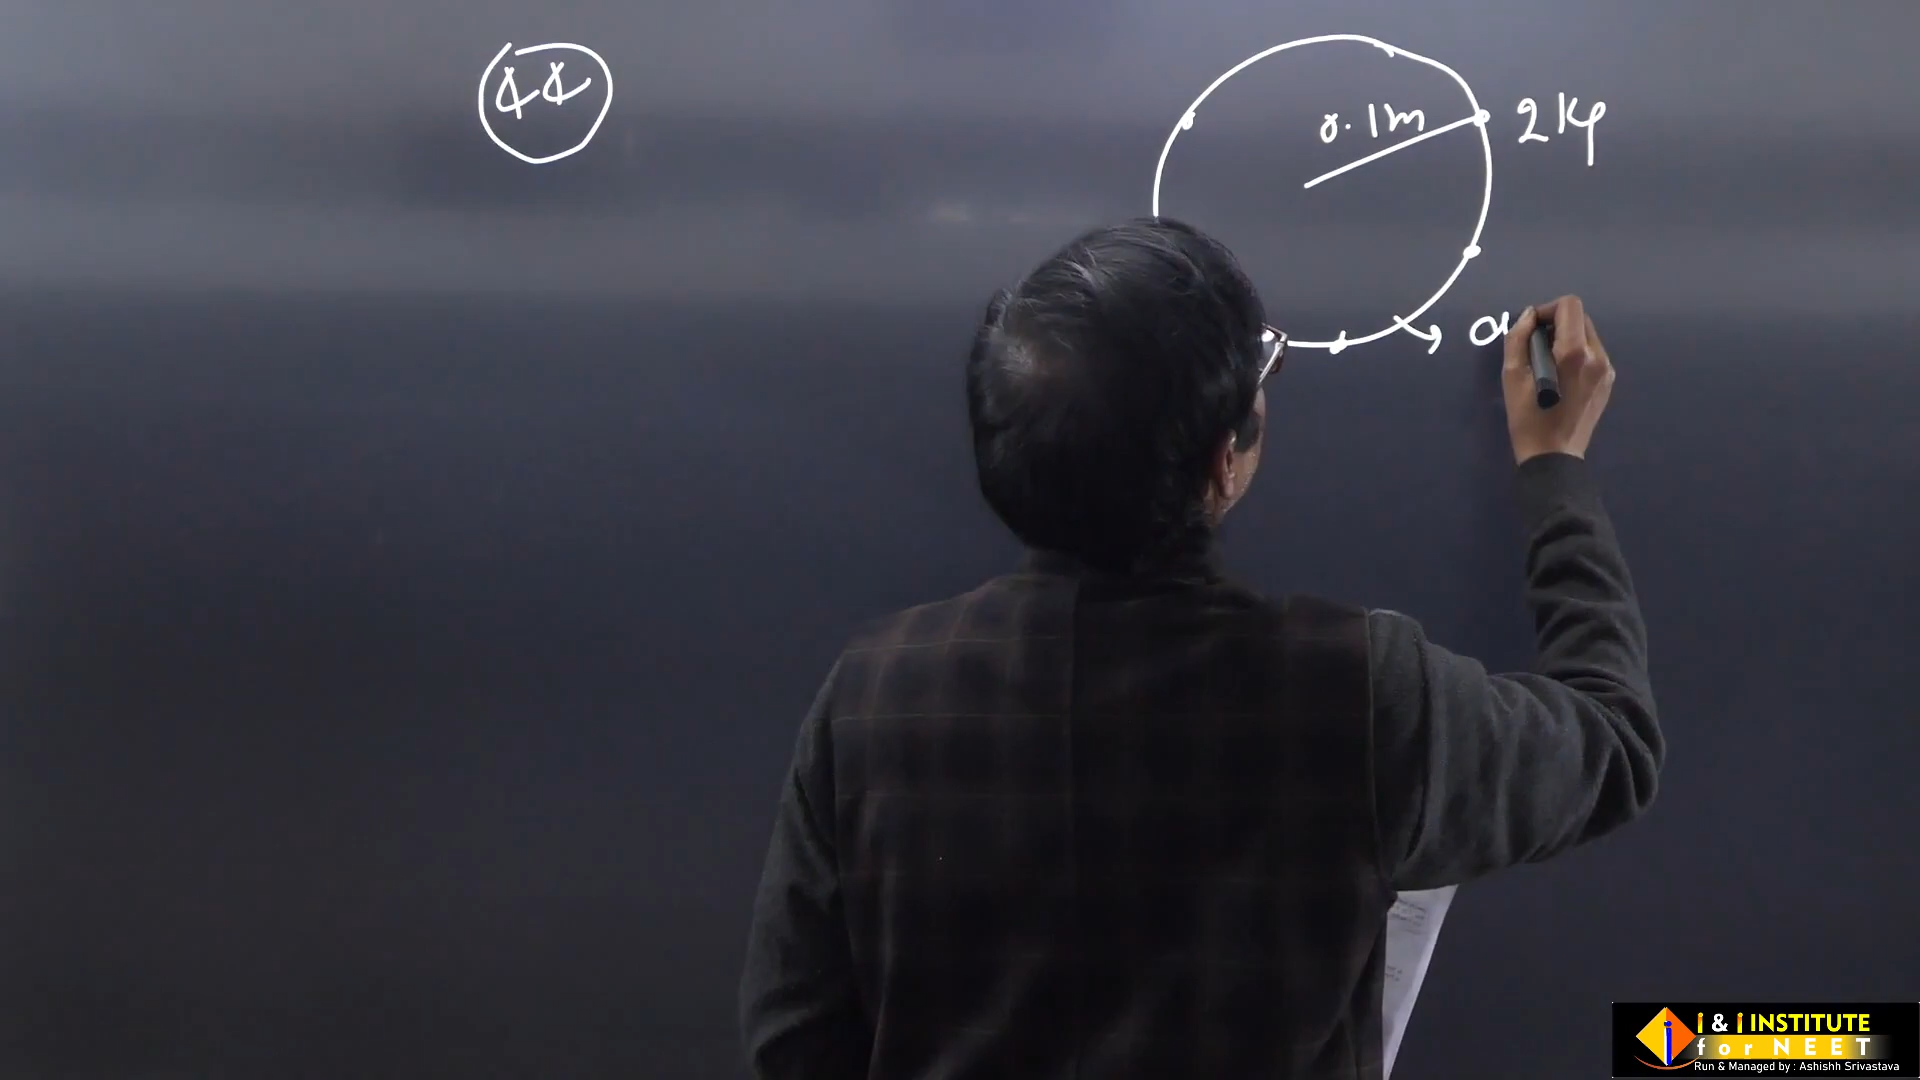 44
0.1m
2kg
i & i INSTITUTE
for NEET
Run & Managed by : Ashishh Srivastava